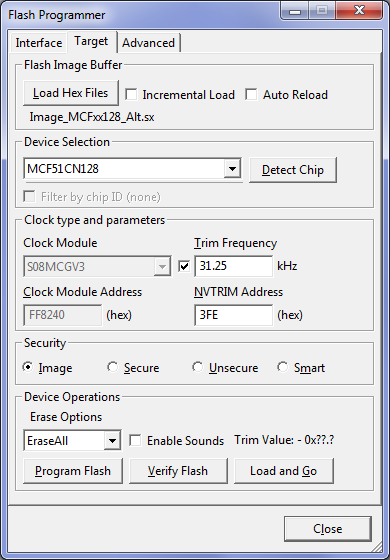 Flash Programmer
Interface Target Advanced
Flash Image Buffer
Load Hex Files Incremental Load Auto Reload
Image_MCFxx128_Alt.sx
Device Selection
MCF51CN128 Detect Chip
Filter by chip ID (none)
Clock type and parameters
Clock Module Trim Frequency
S08MCGV3 31.25 kHz
Clock Module Address NVTRIM Address
FF8240 (hex) 3FE (hex)
Security
Image Secure Unsecure Smart
Device Operations
Erase Options
EraseAll Enable Sounds Trim Value: - 0x??.?
Program Flash Verify Flash Load and Go
Close